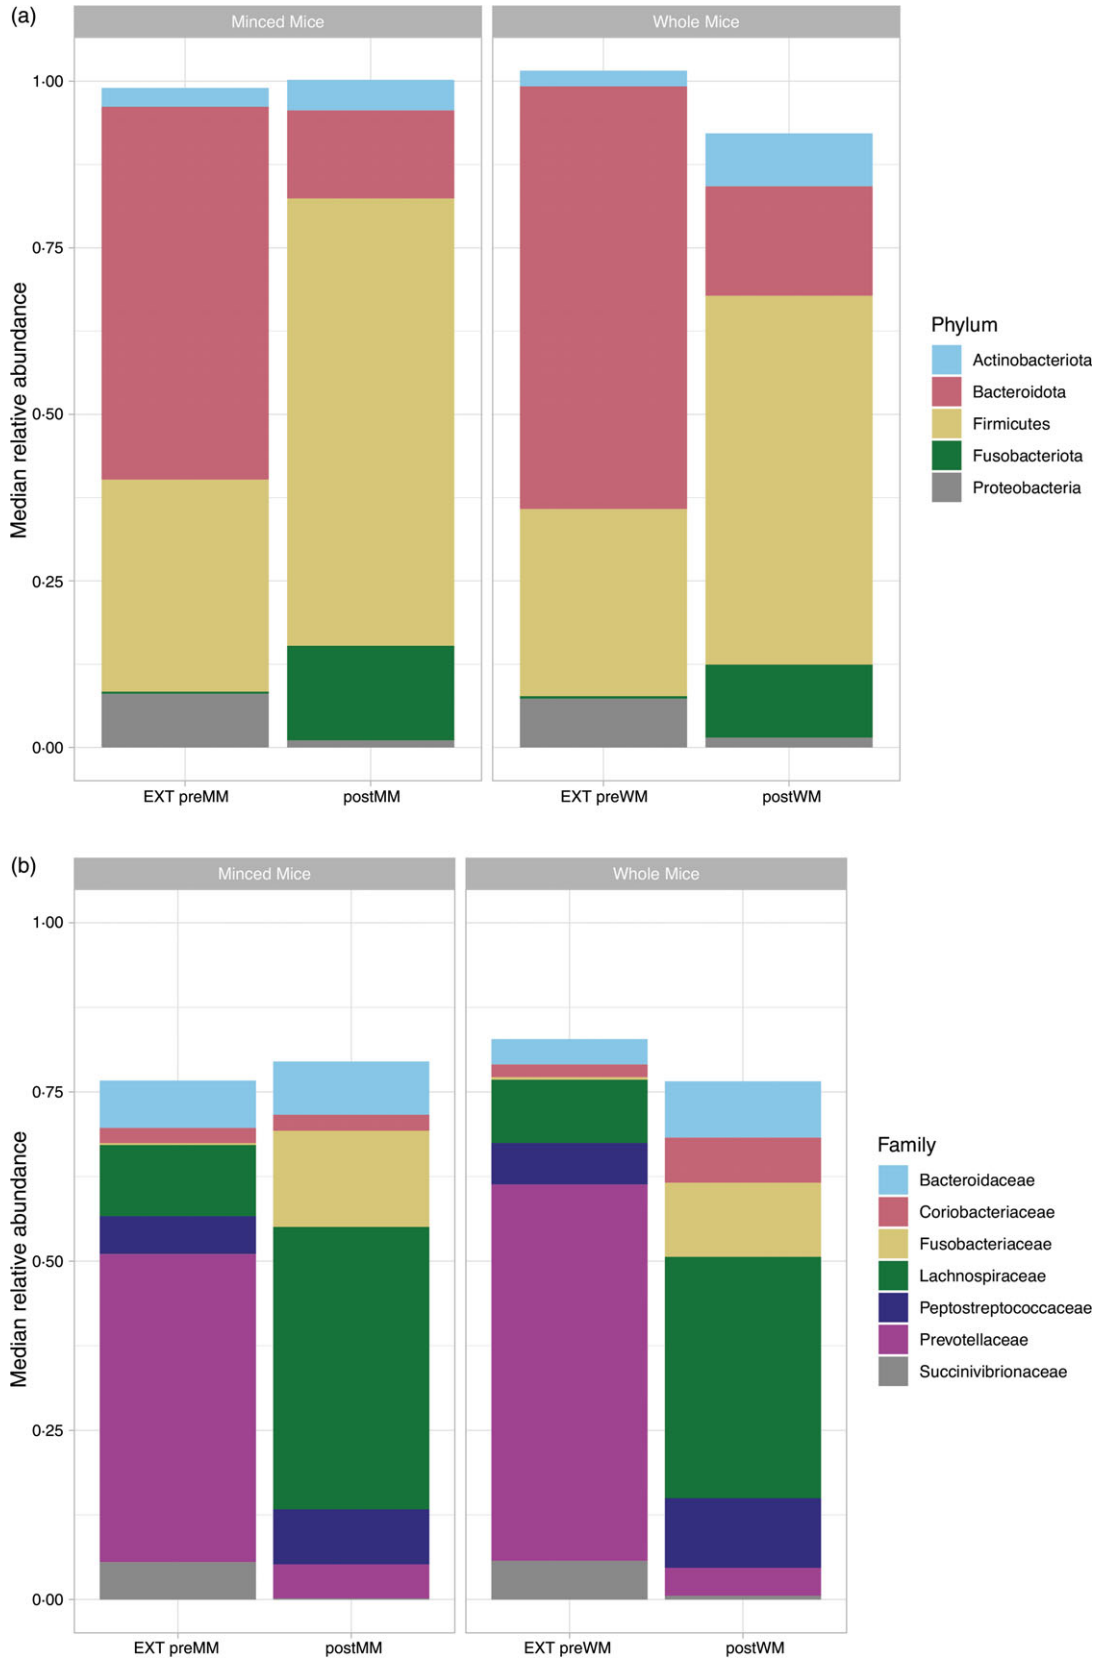 (a)
Minced Mice
Whole Mice
Median relative abundance
1·00
0·75
0·50
0·25
0·00
EXT preMM
postMM
EXT preWM
postWM
Phylum
Actinobacteriota
Bacteroidota
Firmicutes
Fusobacteriota
Proteobacteria
(b)
Minced Mice
Whole Mice
Median relative abundance
1·00
0·75
0·50
0·25
0·00
EXT preMM
postMM
EXT preWM
postWM
Family
Bacteroidaceae
Coriobacteriaceae
Fusobacteriaceae
Lachnospiraceae
Peptostreptococcaceae
Prevotellaceae
Succinivibrionaceae